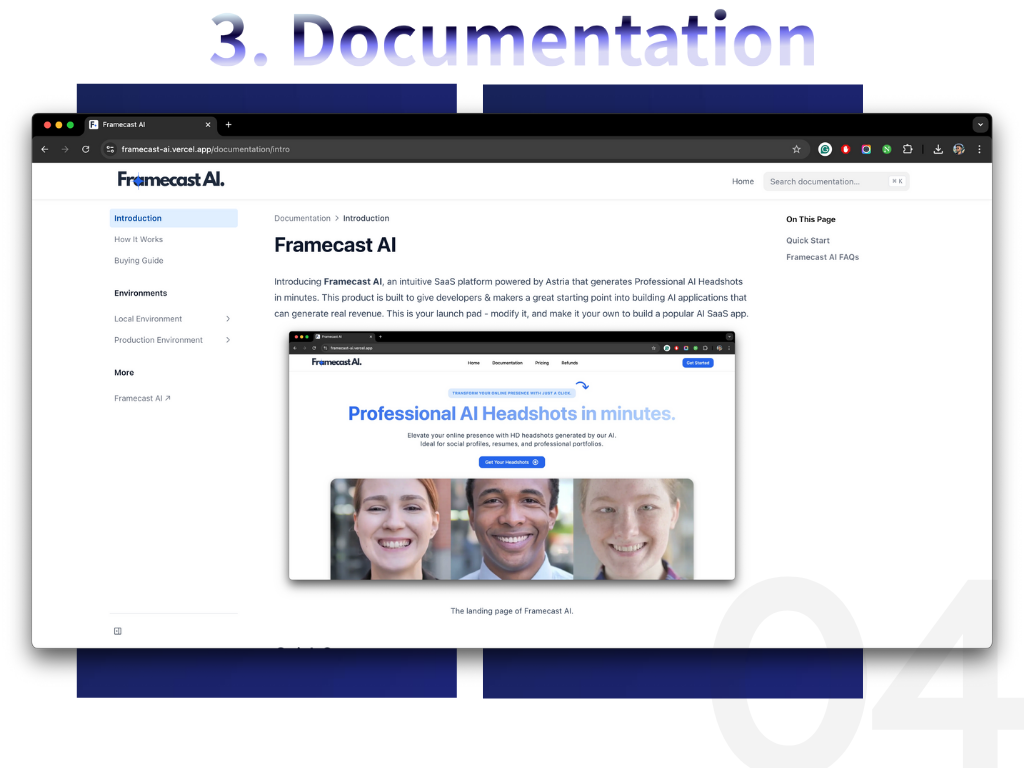 3. Documentation
Framecast AI
framecast-ai.vercel.app/documentation/intro
Framecast AI.
Home
Search documentation...
⌘ K
Introduction
How It Works
Buying Guide
Environments
Local Environment
Production Environment
More
Framecast AI ↗
Documentation > Introduction
Framecast AI
Introducing Framecast AI, an intuitive SaaS platform powered by Astria that generates Professional AI Headshots
in minutes. This product is built to give developers & makers a great starting point into building AI applications that
can generate real revenue. This is your launch pad - modify it, and make it your own to build a popular AI SaaS app.
Framecast AI
framecast-ai.vercel.app
Framecast AI.
Home Documentation Pricing Refunds
Get Started
TRANSFORM YOUR ONLINE PRESENCE WITH JUST A CLICK.
Professional AI Headshots in minutes.
Elevate your online presence with HD headshots generated by our AI.
Ideal for social profiles, resumes, and professional portfolios.
Get Your Headshots
The landing page of Framecast AI.
On This Page
Quick Start
Framecast AI FAQs
04